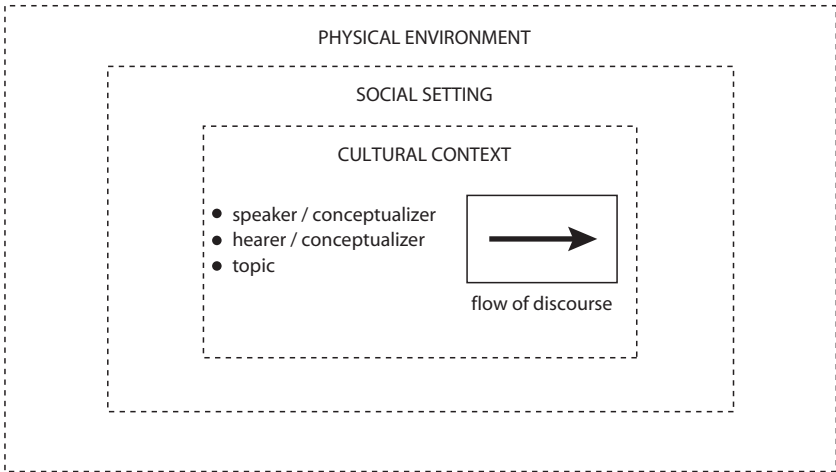 PHYSICAL ENVIRONMENT
SOCIAL SETTING
CULTURAL CONTEXT
speaker / conceptualizer
hearer / conceptualizer
topic
flow of discourse